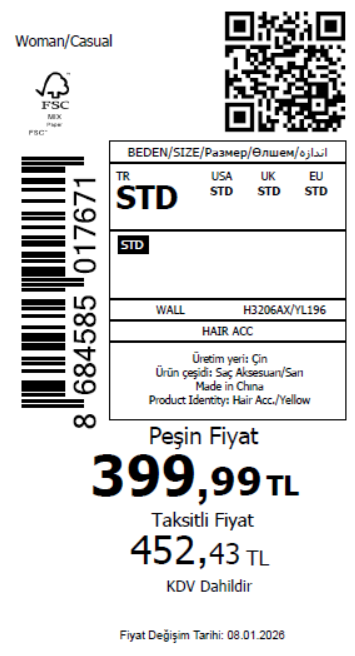 Woman/Casual
FSC
MIX
Paper
FSC™
BEDEN/SIZE/Размер/Өлшем/اندازه
TR USA UK EU
STD STD STD STD
STD
WALL H3206AX/YL196
HAIR ACC
Üretim yeri: Çin
Ürün çeşidi: Saç Aksesuarı/Sarı
Made in China
Product Identity: Hair Acc./Yellow
8 684585 017671
Peşin Fiyat
399,99 TL
Taksitli Fiyat
452,43 TL
KDV Dahildir
Fiyat Değişim Tarihi: 08.01.2026